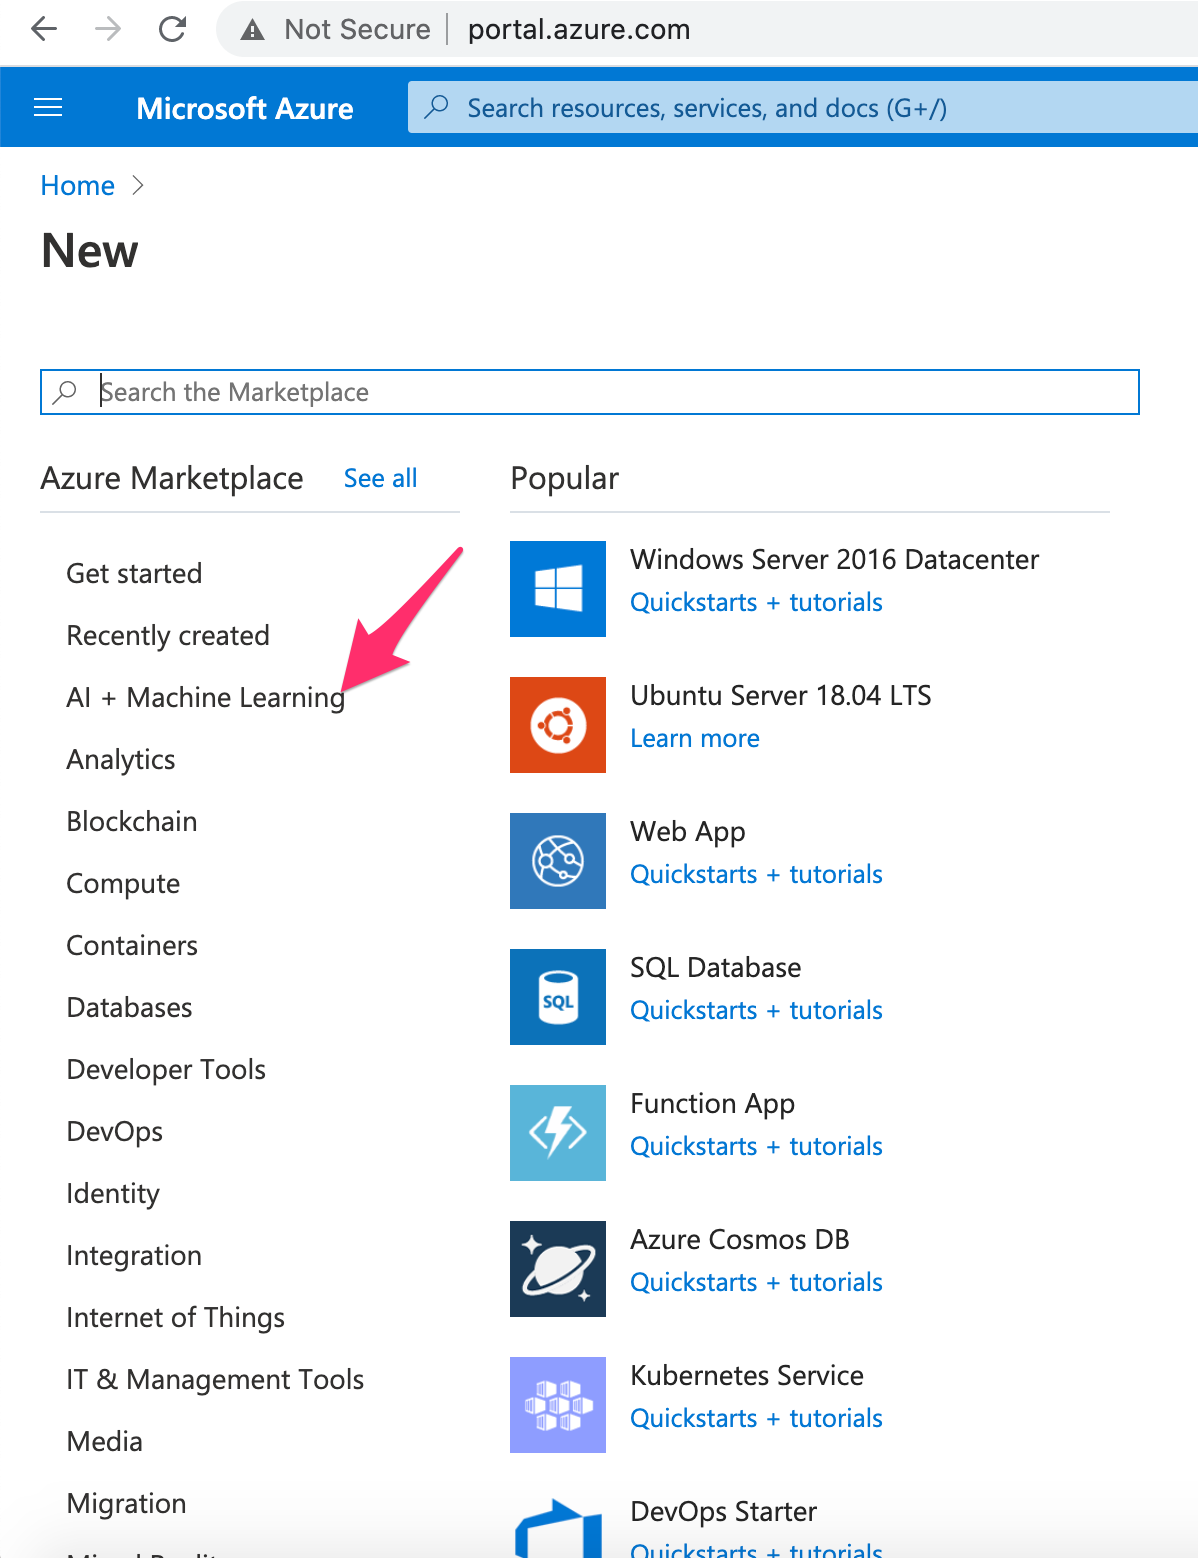 Not Secure | portal.azure.com
Microsoft Azure
Search resources, services, and docs (G+/)
Home
New
Search the Marketplace
Azure Marketplace
See all
Get started
Recently created
AI + Machine Learning
Analytics
Blockchain
Compute
Containers
Databases
Developer Tools
DevOps
Identity
Integration
Internet of Things
IT & Management Tools
Media
Migration
Popular
Windows Server 2016 Datacenter
Quickstarts + tutorials
Ubuntu Server 18.04 LTS
Learn more
Web App
Quickstarts + tutorials
SQL
SQL Database
Quickstarts + tutorials
Function App
Quickstarts + tutorials
Azure Cosmos DB
Quickstarts + tutorials
Kubernetes Service
Quickstarts + tutorials
DevOps Starter
Quickstarts + tutorials